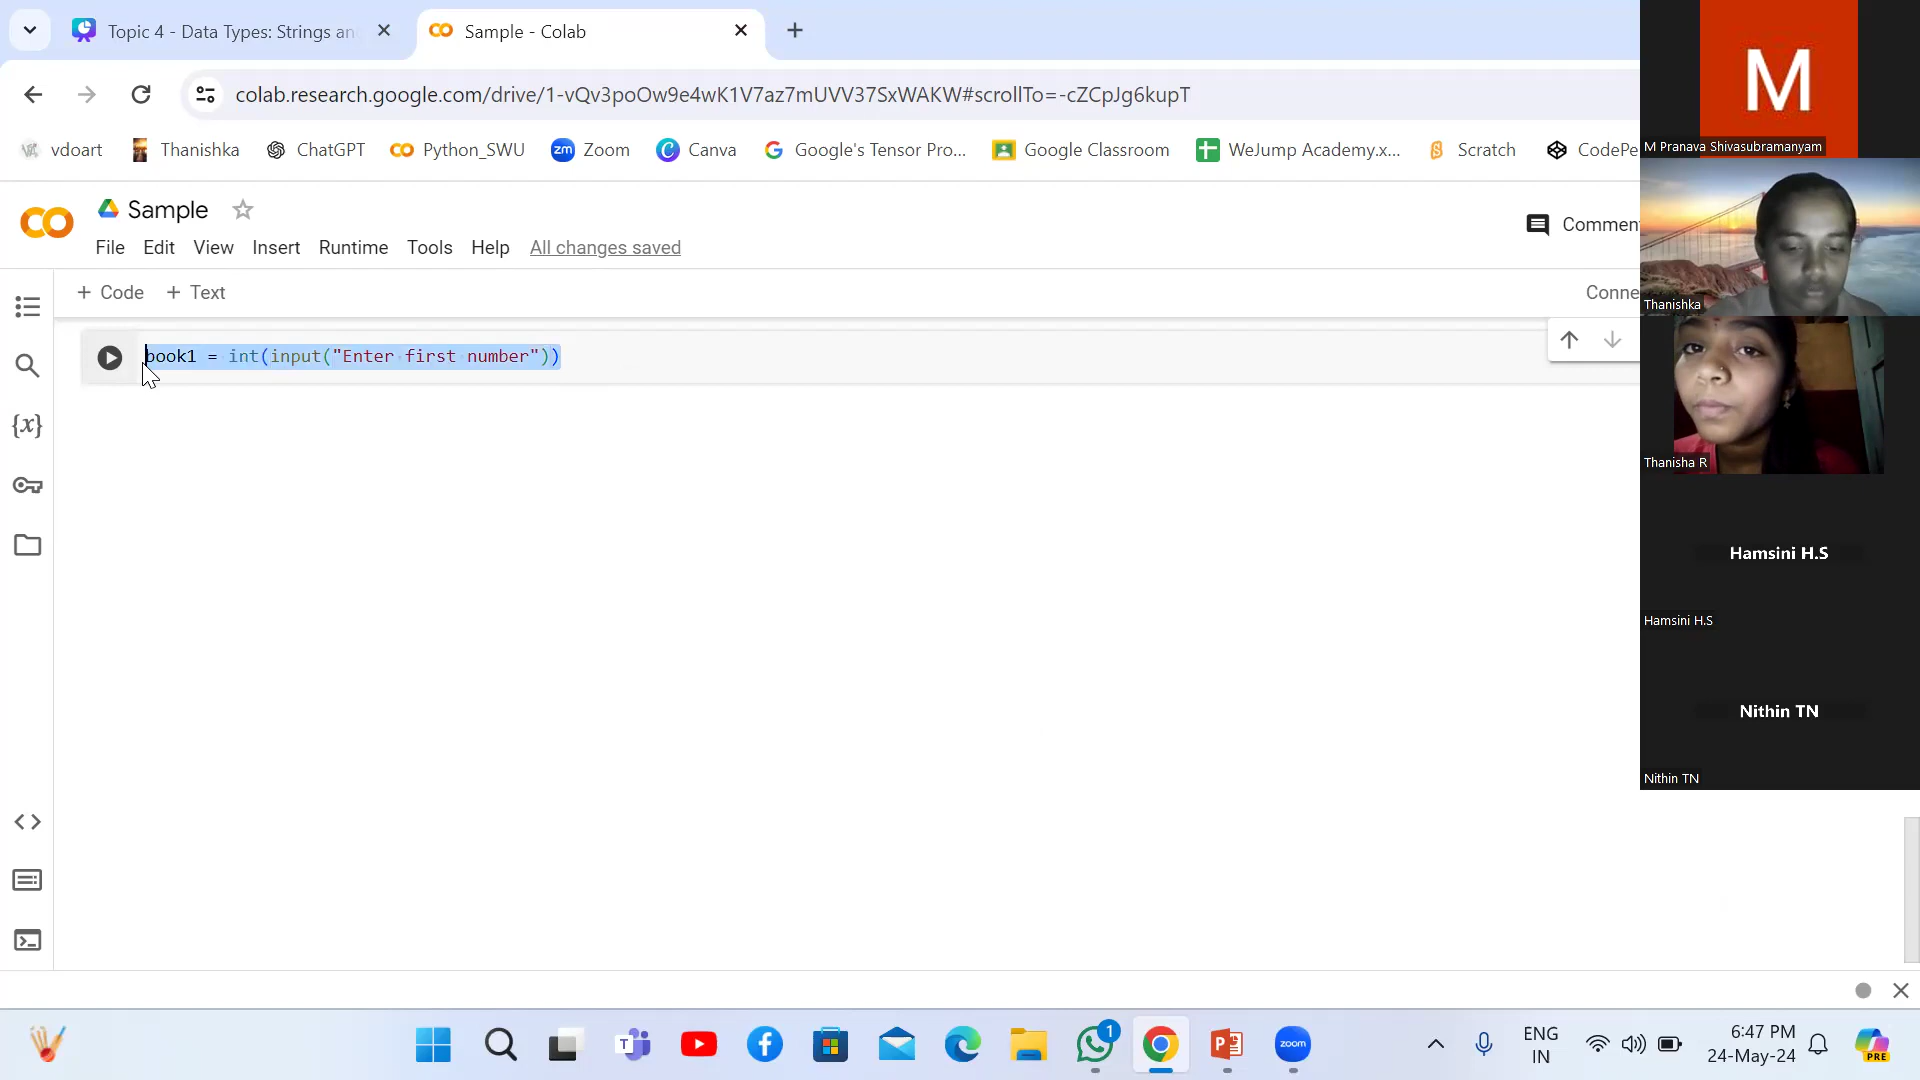 Topic 4 - Data Types: Strings an
Sample - Colab
colab.research.google.com/drive/1-vQv3poOw9e4wK1V7az7mUVV37SxWAKW#scrollTo=-cZCpJg6kupT
vdoart Thanishka ChatGPT Python_SWU Zoom Canva Google's Tensor Pro... Google Classroom WeJump Academy.x... Scratch CodePe
Sample
File Edit View Insert Runtime Tools Help All changes saved
Commen
+ Code + Text
Conne
book1 = int(input("Enter first number"))
{x}
M
M Pranava Shivasubramanyam
Thanishka
Thanisha R
Hamsini H.S
Hamsini H.S
Nithin TN
Nithin TN
zoom
1
ENG
IN
6:47 PM
24-May-24
PRE